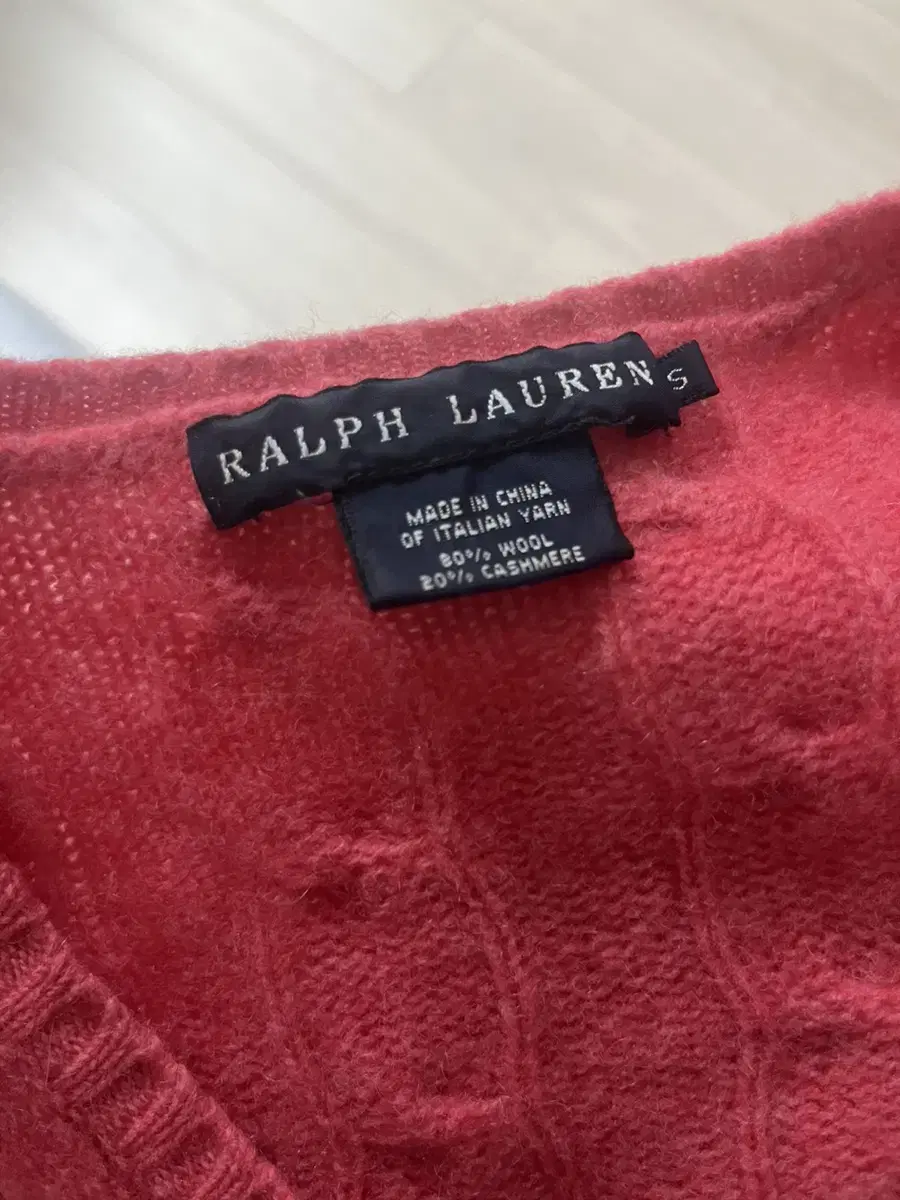 RALPH LAUREN
S
MADE IN CHINA
OF ITALIAN YARN
80% WOOL
20% CASHMERE